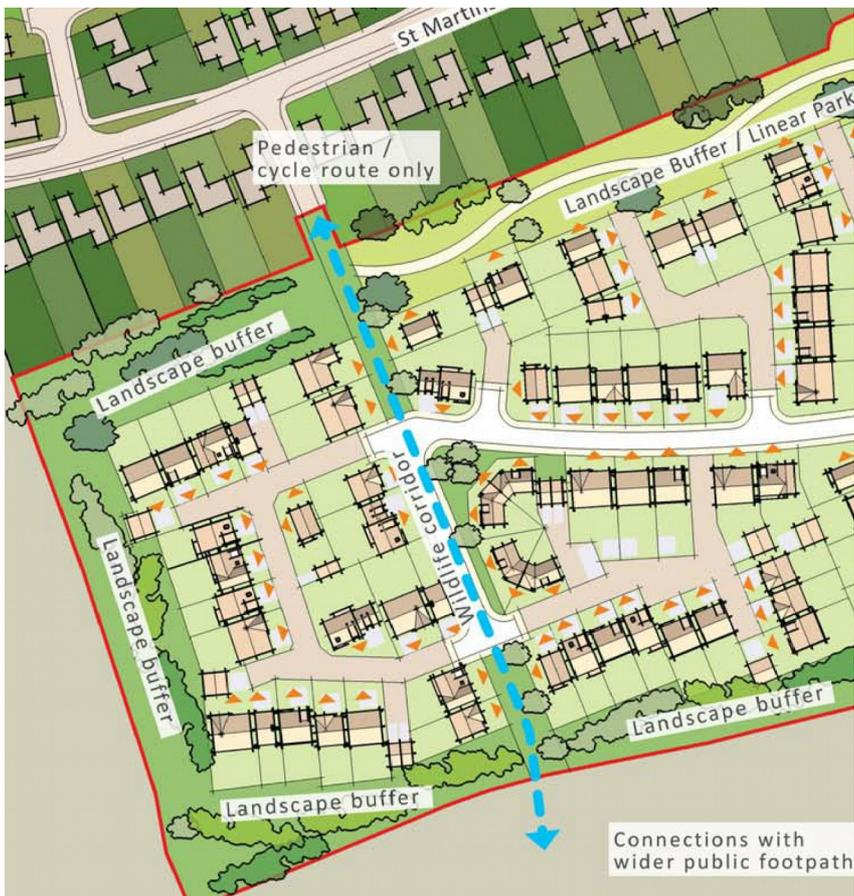 St Martins
Pedestrian /
cycle route only
Landscape Buffer / Linear Park
Landscape buffer
Wildlife corridor
Landscape buffer
Landscape buffer
Landscape buffer
Connections with
wider public footpath